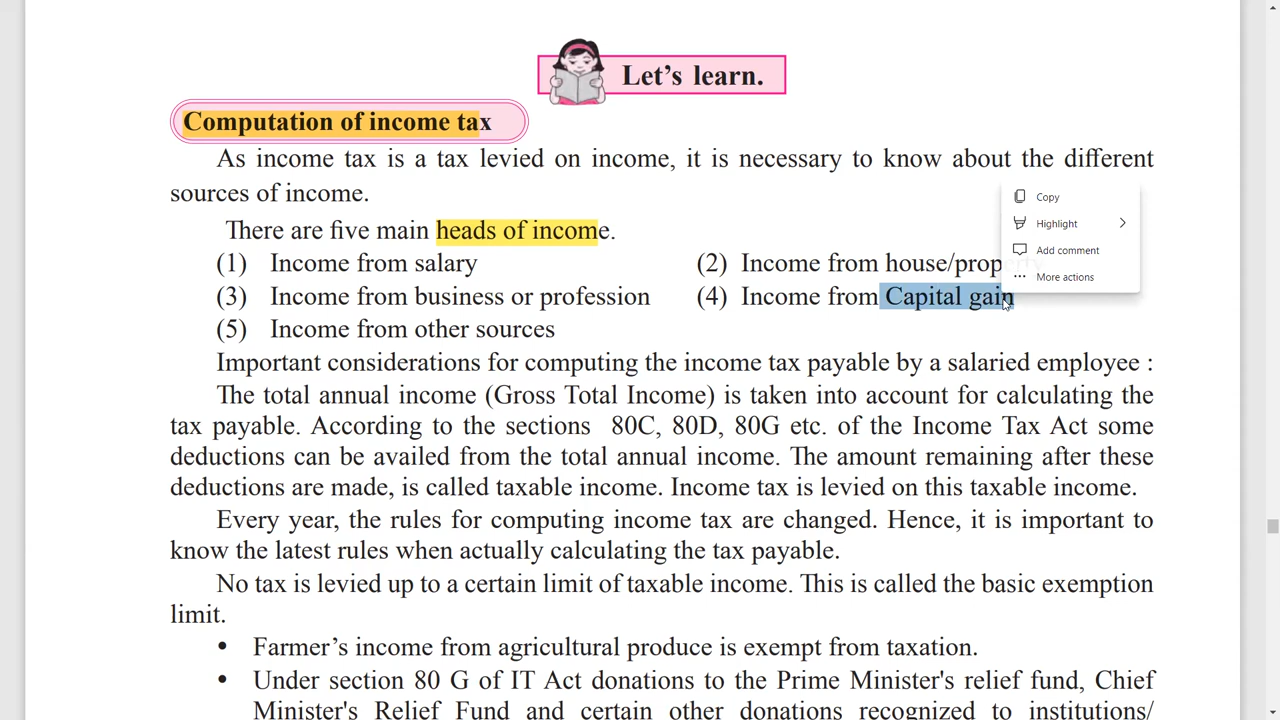 Let's learn.
Computation of income tax
As income tax is a tax levied on income, it is necessary to know about the different
sources of income.
There are five main heads of income.
(1) Income from salary (2) Income from house/property
(3) Income from business or profession (4) Income from Capital gain
(5) Income from other sources
Copy
Highlight
Add comment
More actions
Important considerations for computing the income tax payable by a salaried employee :
The total annual income (Gross Total Income) is taken into account for calculating the
tax payable. According to the sections 80C, 80D, 80G etc. of the Income Tax Act some
deductions can be availed from the total annual income. The amount remaining after these
deductions are made, is called taxable income. Income tax is levied on this taxable income.
Every year, the rules for computing income tax are changed. Hence, it is important to
know the latest rules when actually calculating the tax payable.
No tax is levied up to a certain limit of taxable income. This is called the basic exemption
limit.
• Farmer's income from agricultural produce is exempt from taxation.
• Under section 80 G of IT Act donations to the Prime Minister's relief fund, Chief
Minister's Relief Fund and certain other donations recognized to institutions/